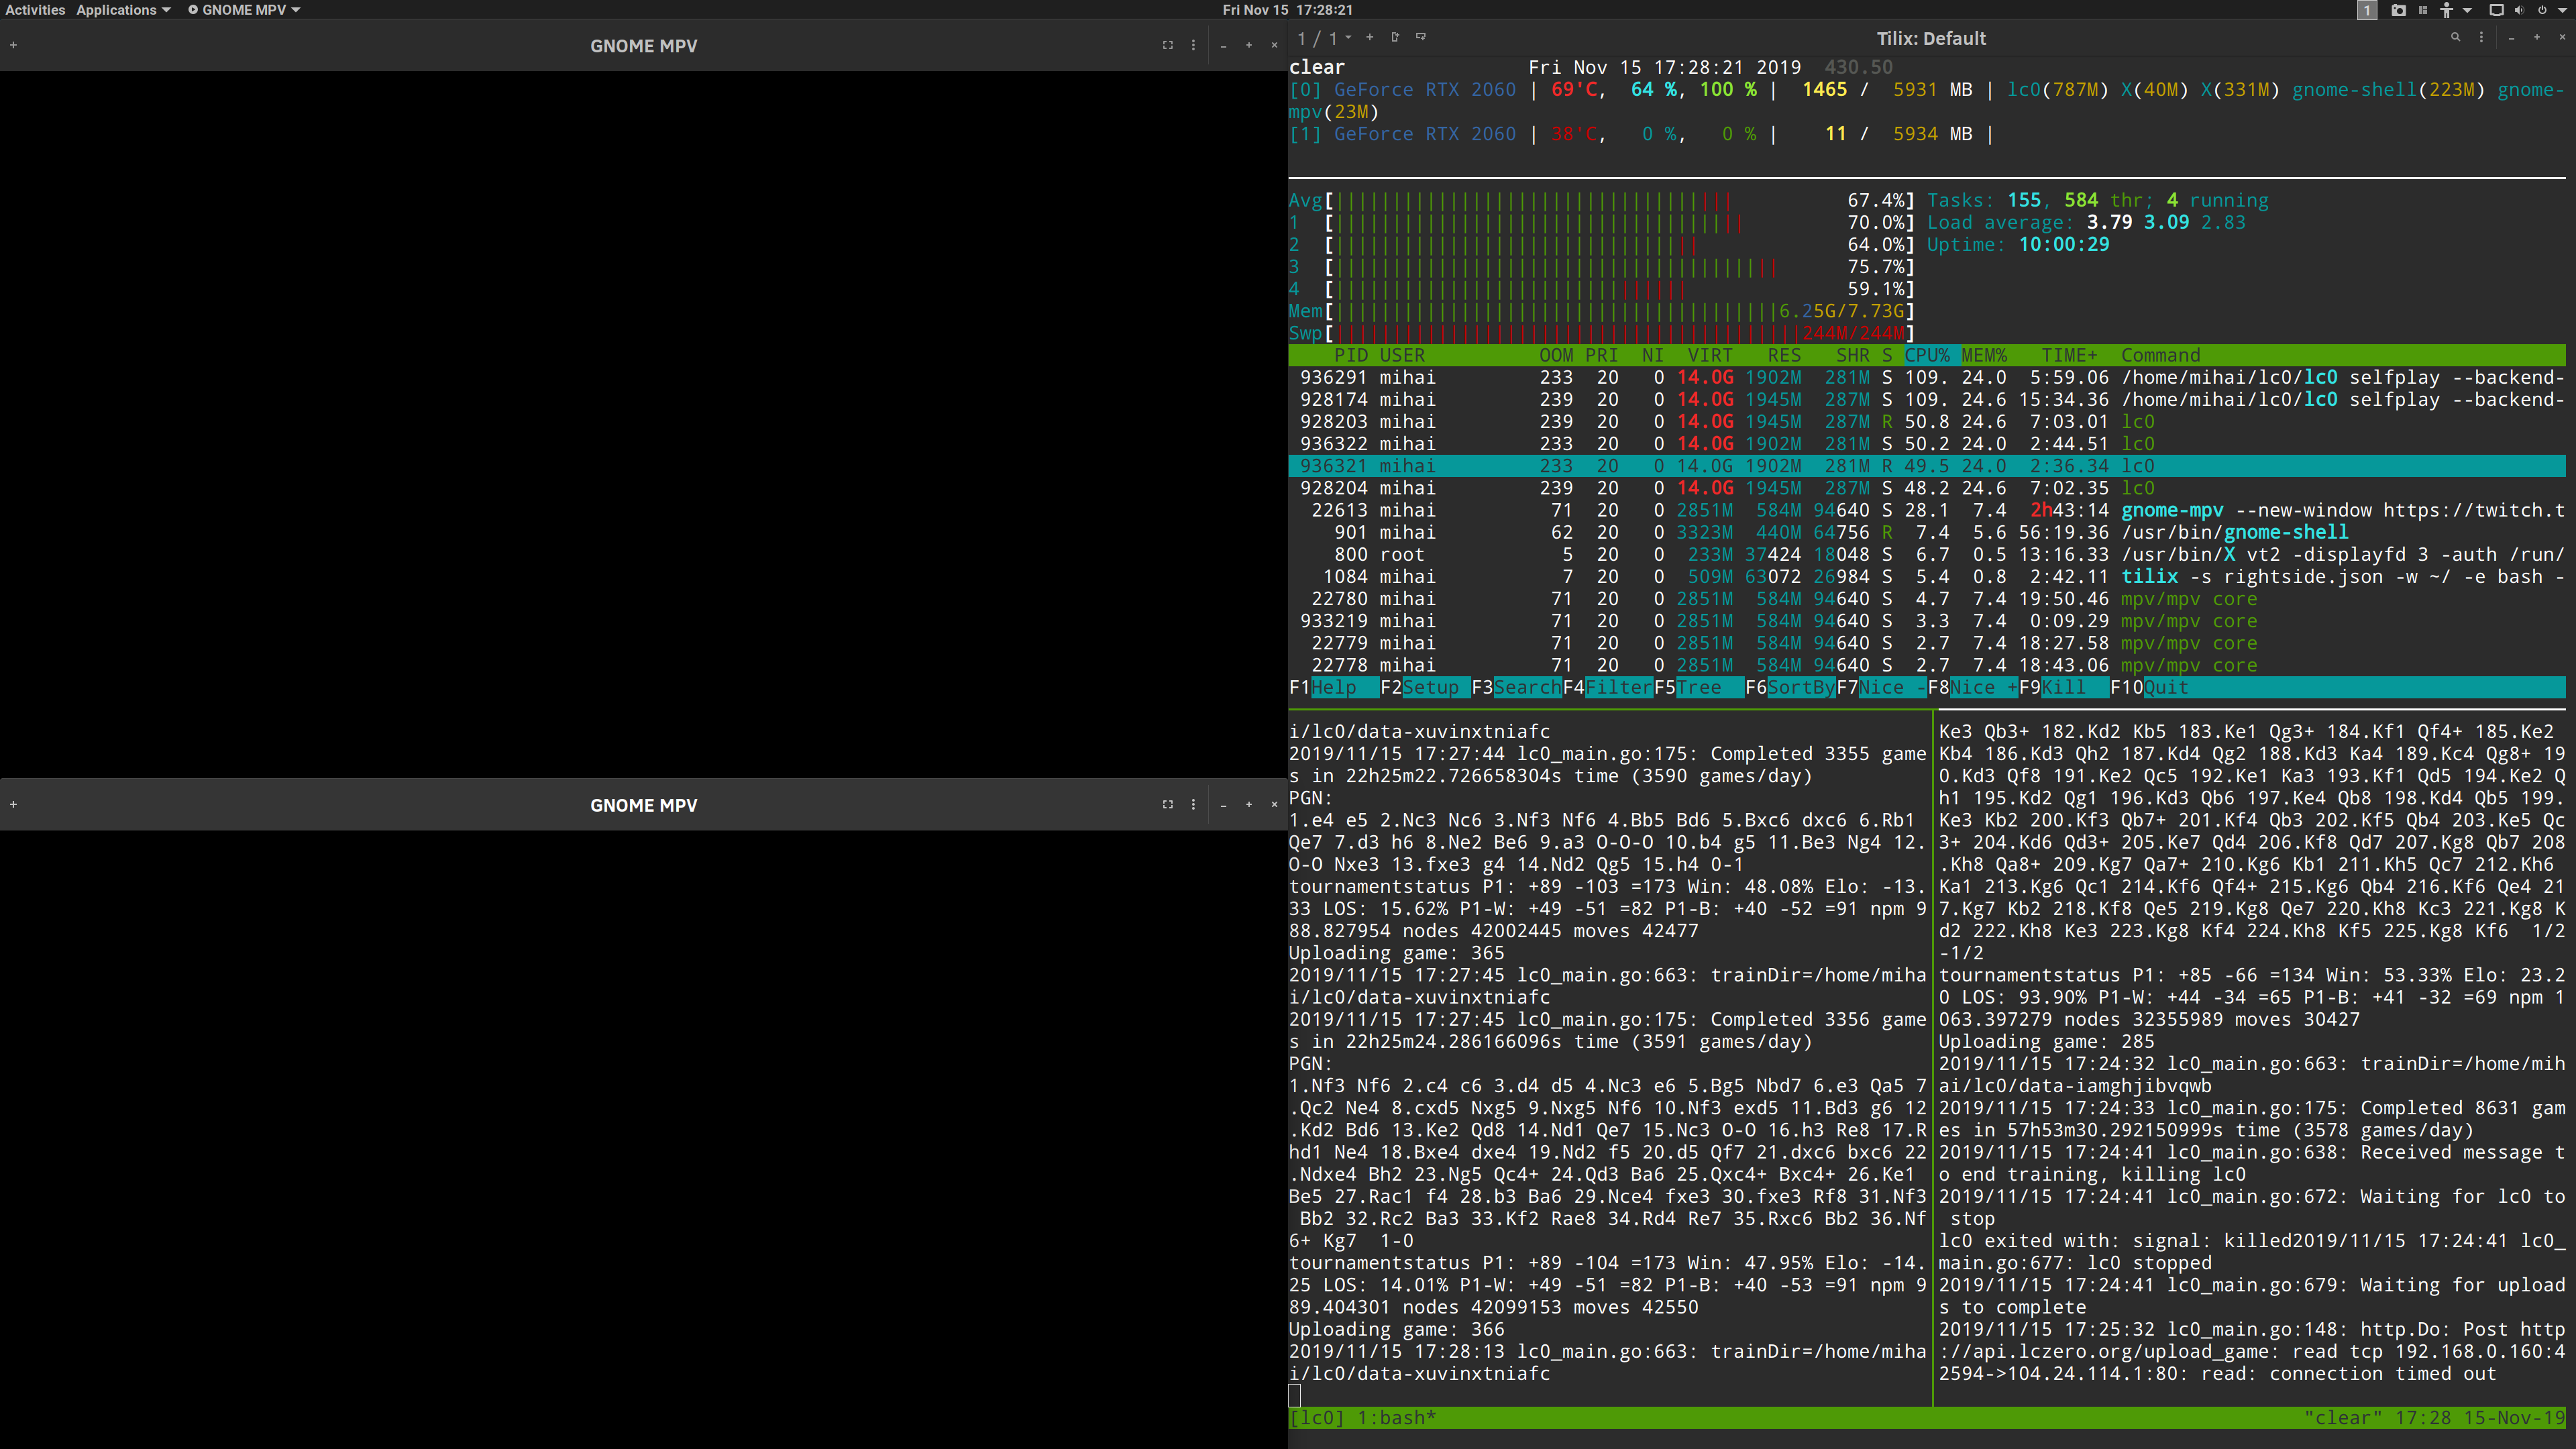 Activities Applications GNOME MPV Fri Nov 15 17:28:21 1
GNOME MPV
GNOME MPV
1 / 1 Tilix: Default
clear Fri Nov 15 17:28:21 2019 430.50
[0] GeForce RTX 2060 | 69'C, 64 %, 100 % | 1465 / 5931 MB | lc0(787M) X(40M) X(331M) gnome-shell(223M) gnome-
mpv(23M)
[1] GeForce RTX 2060 | 38'C, 0 %, 0 % | 11 / 5934 MB |
Avg[ 67.4%] Tasks: 155, 584 thr; 4 running
1 [ 70.0%] Load average: 3.79 3.09 2.83
2 [ 64.0%] Uptime: 10:00:29
3 [ 75.7%]
4 [ 59.1%]
Mem[ 6.25G/7.73G]
Swp[ 244M/244M]
PID USER OOM PRI NI VIRT RES SHR S CPU% MEM% TIME+ Command
936291 mihai 233 20 0 14.0G 1902M 281M S 109. 24.0 5:59.06 /home/mihai/lc0/lc0 selfplay --backend-
928174 mihai 239 20 0 14.0G 1945M 287M S 109. 24.6 15:34.36 /home/mihai/lc0/lc0 selfplay --backend-
928203 mihai 239 20 0 14.0G 1945M 287M R 50.8 24.6 7:03.01 lc0
936322 mihai 233 20 0 14.0G 1902M 281M S 50.2 24.0 2:44.51 lc0
936321 mihai 233 20 0 14.0G 1902M 281M R 49.5 24.0 2:36.34 lc0
928204 mihai 239 20 0 14.0G 1945M 287M S 48.2 24.6 7:02.35 lc0
22613 mihai 71 20 0 2851M 584M 94640 S 28.1 7.4 2h43:14 gnome-mpv --new-window https://twitch.t
901 mihai 62 20 0 3323M 440M 64756 R 7.4 5.6 56:19.36 /usr/bin/gnome-shell
800 root 5 20 0 233M 37424 18048 S 6.7 0.5 13:16.33 /usr/bin/X vt2 -displayfd 3 -auth /run/
1084 mihai 7 20 0 509M 63072 26984 S 5.4 0.8 2:42.11 tilix -s rightside.json -w ~/ -e bash -
22780 mihai 71 20 0 2851M 584M 94640 S 4.7 7.4 19:50.46 mpv/mpv core
933219 mihai 71 20 0 2851M 584M 94640 S 3.3 7.4 0:09.29 mpv/mpv core
22779 mihai 71 20 0 2851M 584M 94640 S 2.7 7.4 18:27.58 mpv/mpv core
22778 mihai 71 20 0 2851M 584M 94640 S 2.7 7.4 18:43.06 mpv/mpv core
F1Help F2Setup F3SearchF4FilterF5Tree F6SortByF7Nice -F8Nice +F9Kill F10Quit
i/lc0/data-xuvinxtniafc
2019/11/15 17:27:44 lc0_main.go:175: Completed 3355 game
s in 22h25m22.726658304s time (3590 games/day)
PGN:
1.e4 e5 2.Nc3 Nc6 3.Nf3 Nf6 4.Bb5 Bd6 5.Bxc6 dxc6 6.Rb1
Qe7 7.d3 h6 8.Ne2 Be6 9.a3 O-O-O 10.b4 g5 11.Be3 Ng4 12.
O-O Nxe3 13.fxe3 g4 14.Nd2 Qg5 15.h4 0-1
tournamentstatus P1: +89 -103 =173 Win: 48.08% Elo: -13.
33 LOS: 15.62% P1-W: +49 -51 =82 P1-B: +40 -52 =91 npm 9
88.827954 nodes 42002445 moves 42477
Uploading game: 365
2019/11/15 17:27:45 lc0_main.go:663: trainDir=/home/miha
i/lc0/data-xuvinxtniafc
2019/11/15 17:27:45 lc0_main.go:175: Completed 3356 game
s in 22h25m24.286166096s time (3591 games/day)
PGN:
1.Nf3 Nf6 2.c4 c6 3.d4 d5 4.Nc3 e6 5.Bg5 Nbd7 6.e3 Qa5 7
.Qc2 Ne4 8.cxd5 Nxg5 9.Nxg5 Nf6 10.Nf3 exd5 11.Bd3 g6 12
.Kd2 Bd6 13.Ke2 Qd8 14.Nd1 Qe7 15.Nc3 O-O 16.h3 Re8 17.R
hd1 Ne4 18.Bxe4 dxe4 19.Nd2 f5 20.d5 Qf7 21.dxc6 bxc6 22
.Ndxe4 Bh2 23.Ng5 Qc4+ 24.Qd3 Ba6 25.Qxc4+ Bxc4+ 26.Ke1
Be5 27.Rac1 f4 28.b3 Ba6 29.Nce4 fxe3 30.fxe3 Rf8 31.Nf3
Bb2 32.Rc2 Ba3 33.Kf2 Rae8 34.Rd4 Re7 35.Rxc6 Bb2 36.Nf
6+ Kg7 1-0
tournamentstatus P1: +89 -104 =173 Win: 47.95% Elo: -14.
25 LOS: 14.01% P1-W: +49 -51 =82 P1-B: +40 -53 =91 npm 9
89.404301 nodes 42099153 moves 42550
Uploading game: 366
2019/11/15 17:28:13 lc0_main.go:663: trainDir=/home/miha
i/lc0/data-xuvinxtniafc
Ke3 Qb3+ 182.Kd2 Kb5 183.Ke1 Qg3+ 184.Kf1 Qf4+ 185.Ke2
Kb4 186.Kd3 Qh2 187.Kd4 Qg2 188.Kd3 Ka4 189.Kc4 Qg8+ 19
0.Kd3 Qf8 191.Ke2 Qc5 192.Ke1 Ka3 193.Kf1 Qd5 194.Ke2 Q
h1 195.Kd2 Qg1 196.Kd3 Qb6 197.Ke4 Qb8 198.Kd4 Qb5 199.
Ke3 Kb2 200.Kf3 Qb7+ 201.Kf4 Qb3 202.Kf5 Qb4 203.Ke5 Qc
3+ 204.Kd6 Qd3+ 205.Ke7 Qd4 206.Kf8 Qd7 207.Kg8 Qb7 208
.Kh8 Qa8+ 209.Kg7 Qa7+ 210.Kg6 Kb1 211.Kh5 Qc7 212.Kh6
Ka1 213.Kg6 Qc1 214.Kf6 Qf4+ 215.Kg6 Qb4 216.Kf6 Qe4 21
7.Kg7 Kb2 218.Kf8 Qe5 219.Kg8 Qe7 220.Kh8 Kc3 221.Kg8 K
d2 222.Kh8 Ke3 223.Kg8 Kf4 224.Kh8 Kf5 225.Kg8 Kf6 1/2
-1/2
tournamentstatus P1: +85 -66 =134 Win: 53.33% Elo: 23.2
0 LOS: 93.90% P1-W: +44 -34 =65 P1-B: +41 -32 =69 npm 1
063.397279 nodes 32355989 moves 30427
Uploading game: 285
2019/11/15 17:24:32 lc0_main.go:663: trainDir=/home/mih
ai/lc0/data-iamghjibvqwb
2019/11/15 17:24:33 lc0_main.go:175: Completed 8631 gam
es in 57h53m30.292150999s time (3578 games/day)
2019/11/15 17:24:41 lc0_main.go:638: Received message t
o end training, killing lc0
2019/11/15 17:24:41 lc0_main.go:672: Waiting for lc0 to
stop
lc0 exited with: signal: killed2019/11/15 17:24:41 lc0_
main.go:677: lc0 stopped
2019/11/15 17:24:41 lc0_main.go:679: Waiting for upload
s to complete
2019/11/15 17:25:32 lc0_main.go:148: http.Do: Post http
://api.lczero.org/upload_game: read tcp 192.168.0.160:4
2594->104.24.114.1:80: read: connection timed out
[lc0] 1:bash* "clear" 17:28 15-Nov-19